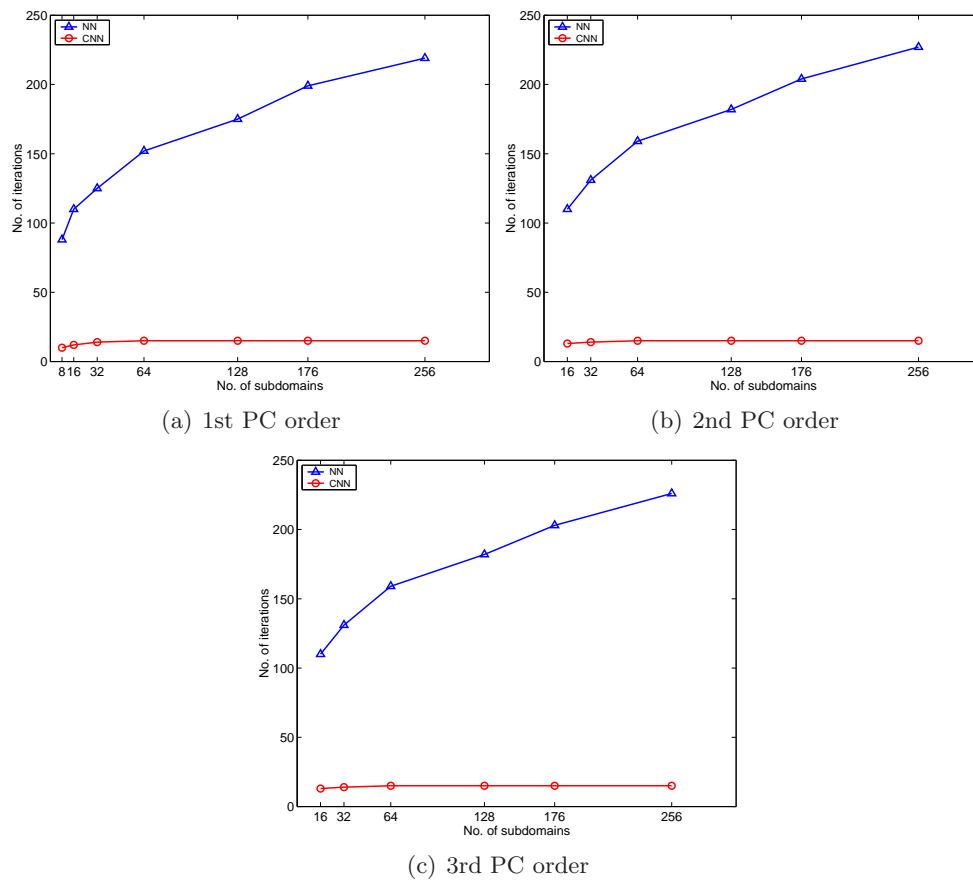 250
NN
CNN
200
150
No. of iterations
100
50
0
8 16 32 64 128 176 256
No. of subdomains
(a) 1st PC order
250
NN
CNN
200
150
No. of iterations
100
50
0
16 32 64 128 176 256
No. of subdomains
(b) 2nd PC order
250
NN
CNN
200
150
No. of iterations
100
50
0
16 32 64 128 176 256
No. of subdomains
(c) 3rd PC order